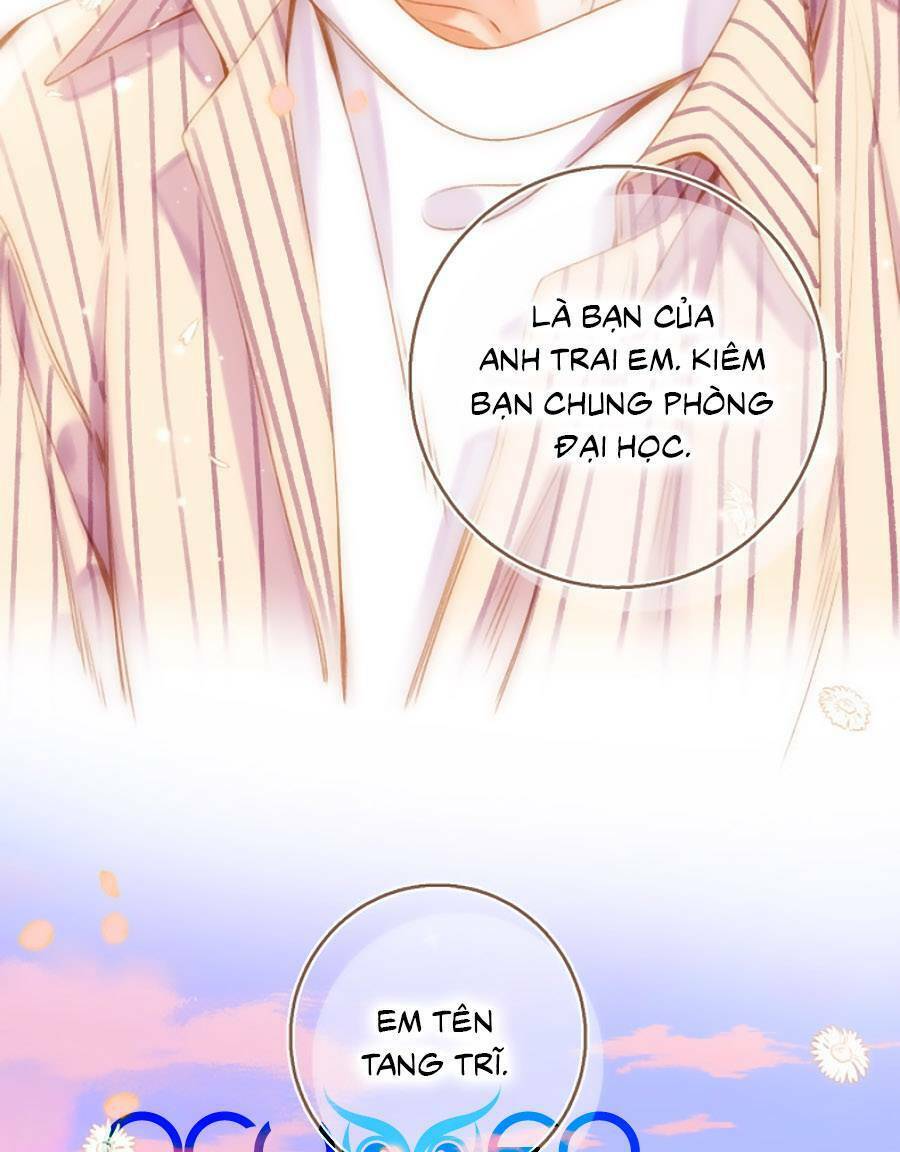 LÀ BẠN CỦA
ANH TRAI EM. KIÊM
BẠN CHUNG PHÒNG
ĐẠI HỌC.
EM TÊN
TANG TRĨ.